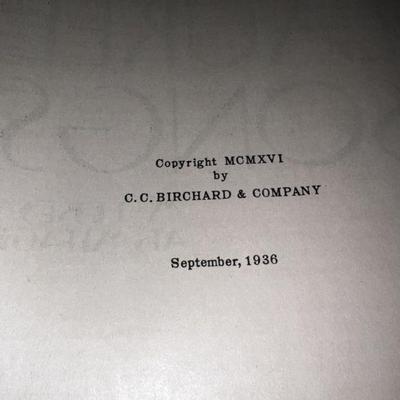 Copyright MCMXVI
by
C. C. BIRCHARD & COMPANY
September, 1936